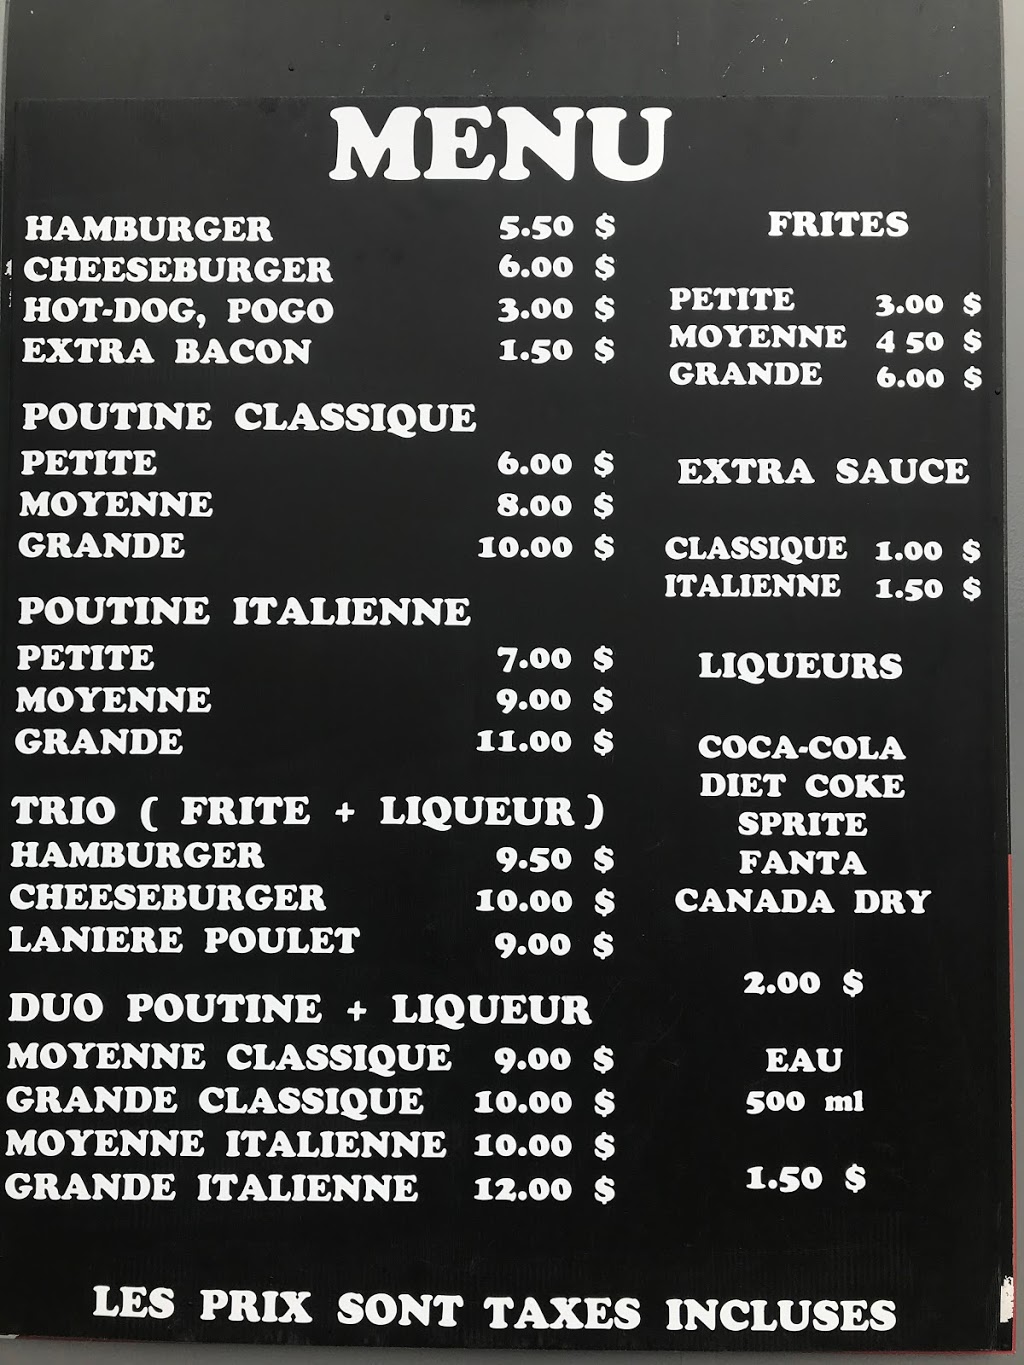 MENU
HAMBURGER 5.50 $
CHEESEBURGER 6.00 $
HOT-DOG, POGO 3.00 $
EXTRA BACON 1.50 $
POUTINE CLASSIQUE
PETITE 6.00 $
MOYENNE 8.00 $
GRANDE 10.00 $
POUTINE ITALIENNE
PETITE 7.00 $
MOYENNE 9.00 $
GRANDE 11.00 $
TRIO ( FRITE + LIQUEUR )
HAMBURGER 9.50 $
CHEESEBURGER 10.00 $
LANIERE POULET 9.00 $
DUO POUTINE + LIQUEUR
MOYENNE CLASSIQUE 9.00 $
GRANDE CLASSIQUE 10.00 $
MOYENNE ITALIENNE 10.00 $
GRANDE ITALIENNE 12.00 $
FRITES
PETITE 3.00 $
MOYENNE 4 50 $
GRANDE 6.00 $
EXTRA SAUCE
CLASSIQUE 1.00 $
ITALIENNE 1.50 $
LIQUEURS
COCA-COLA
DIET COKE
SPRITE
FANTA
CANADA DRY
2.00 $
EAU
500 ml
1.50 $
LES PRIX SONT TAXES INCLUSES